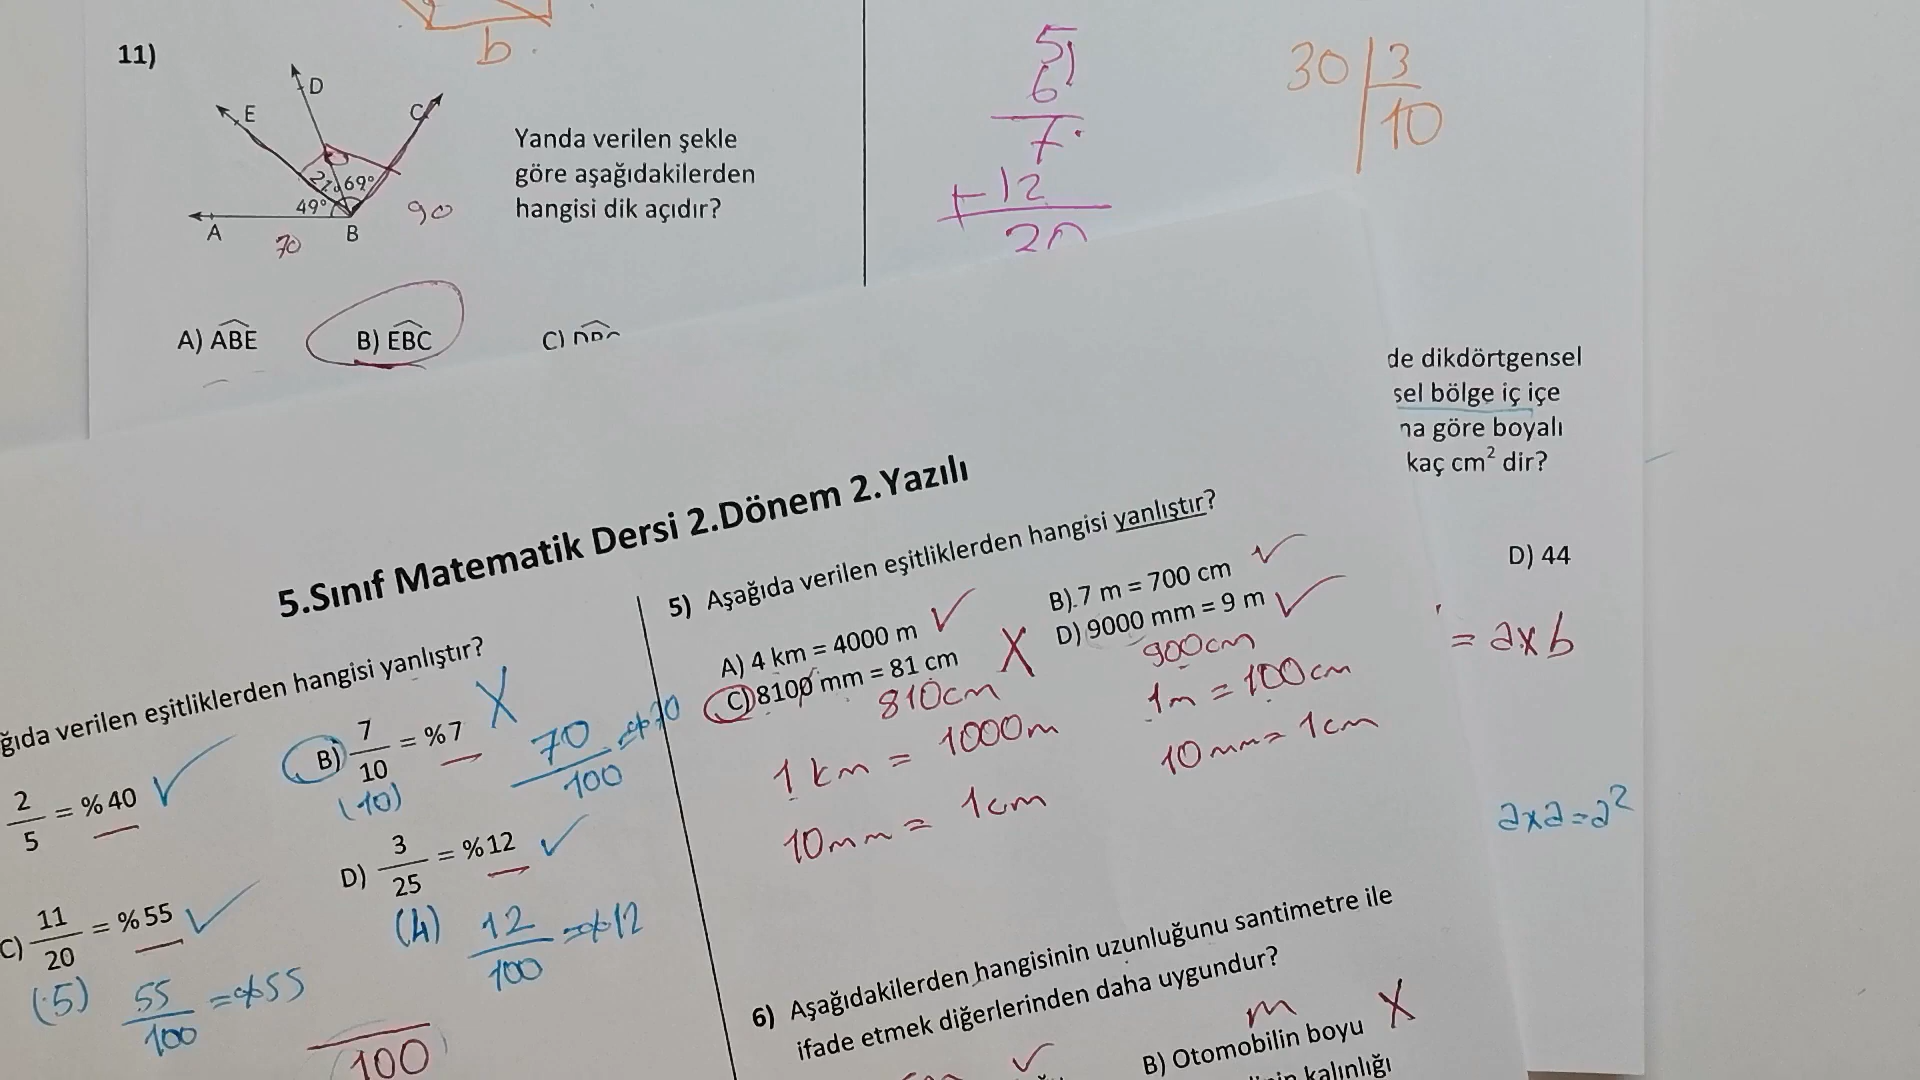 b
11)
D
E
C
21° 69°
49°
A
B
70
90
Yanda verilen şekle
göre aşağıdakilerden
hangisi dik açıdır?
A) ABE
B) EBC
C)
5
6
7
+ 12
30 3
10
de dikdörtgensel
sel bölge iç içe
göre boyalı
kaç cm² dir?
D) 44
= axb
axa=a²
5.Sınıf Matematik Dersi 2.Dönem 2.Yazılı
verilen eşitliklerden hangisi yanlıştır?
2/5 = %40 ✓
B) 7/10 = %7 X
(10)
70/100 = %70
C) 11/20 = %55 ✓
(5) 55/100 = %55
D) 3/25 = %12 ✓
(4) 12/100 = %12
100
5) Aşağıda verilen eşitliklerden hangisi yanlıştır?
A) 4 km = 4000 m ✓
B) 7 m = 700 cm ✓
C) 8100 mm = 81 cm X
D) 9000 mm = 9 m ✓
810cm
900cm
1 km = 1000m
1m = 100cm
10mm = 1cm
10mm = 1cm
6) Aşağıdakilerden hangisinin uzunluğunu santimetre ile
ifade etmek diğerlerinden daha uygundur?
m
B) Otomobilin boyu X
kalınlığı